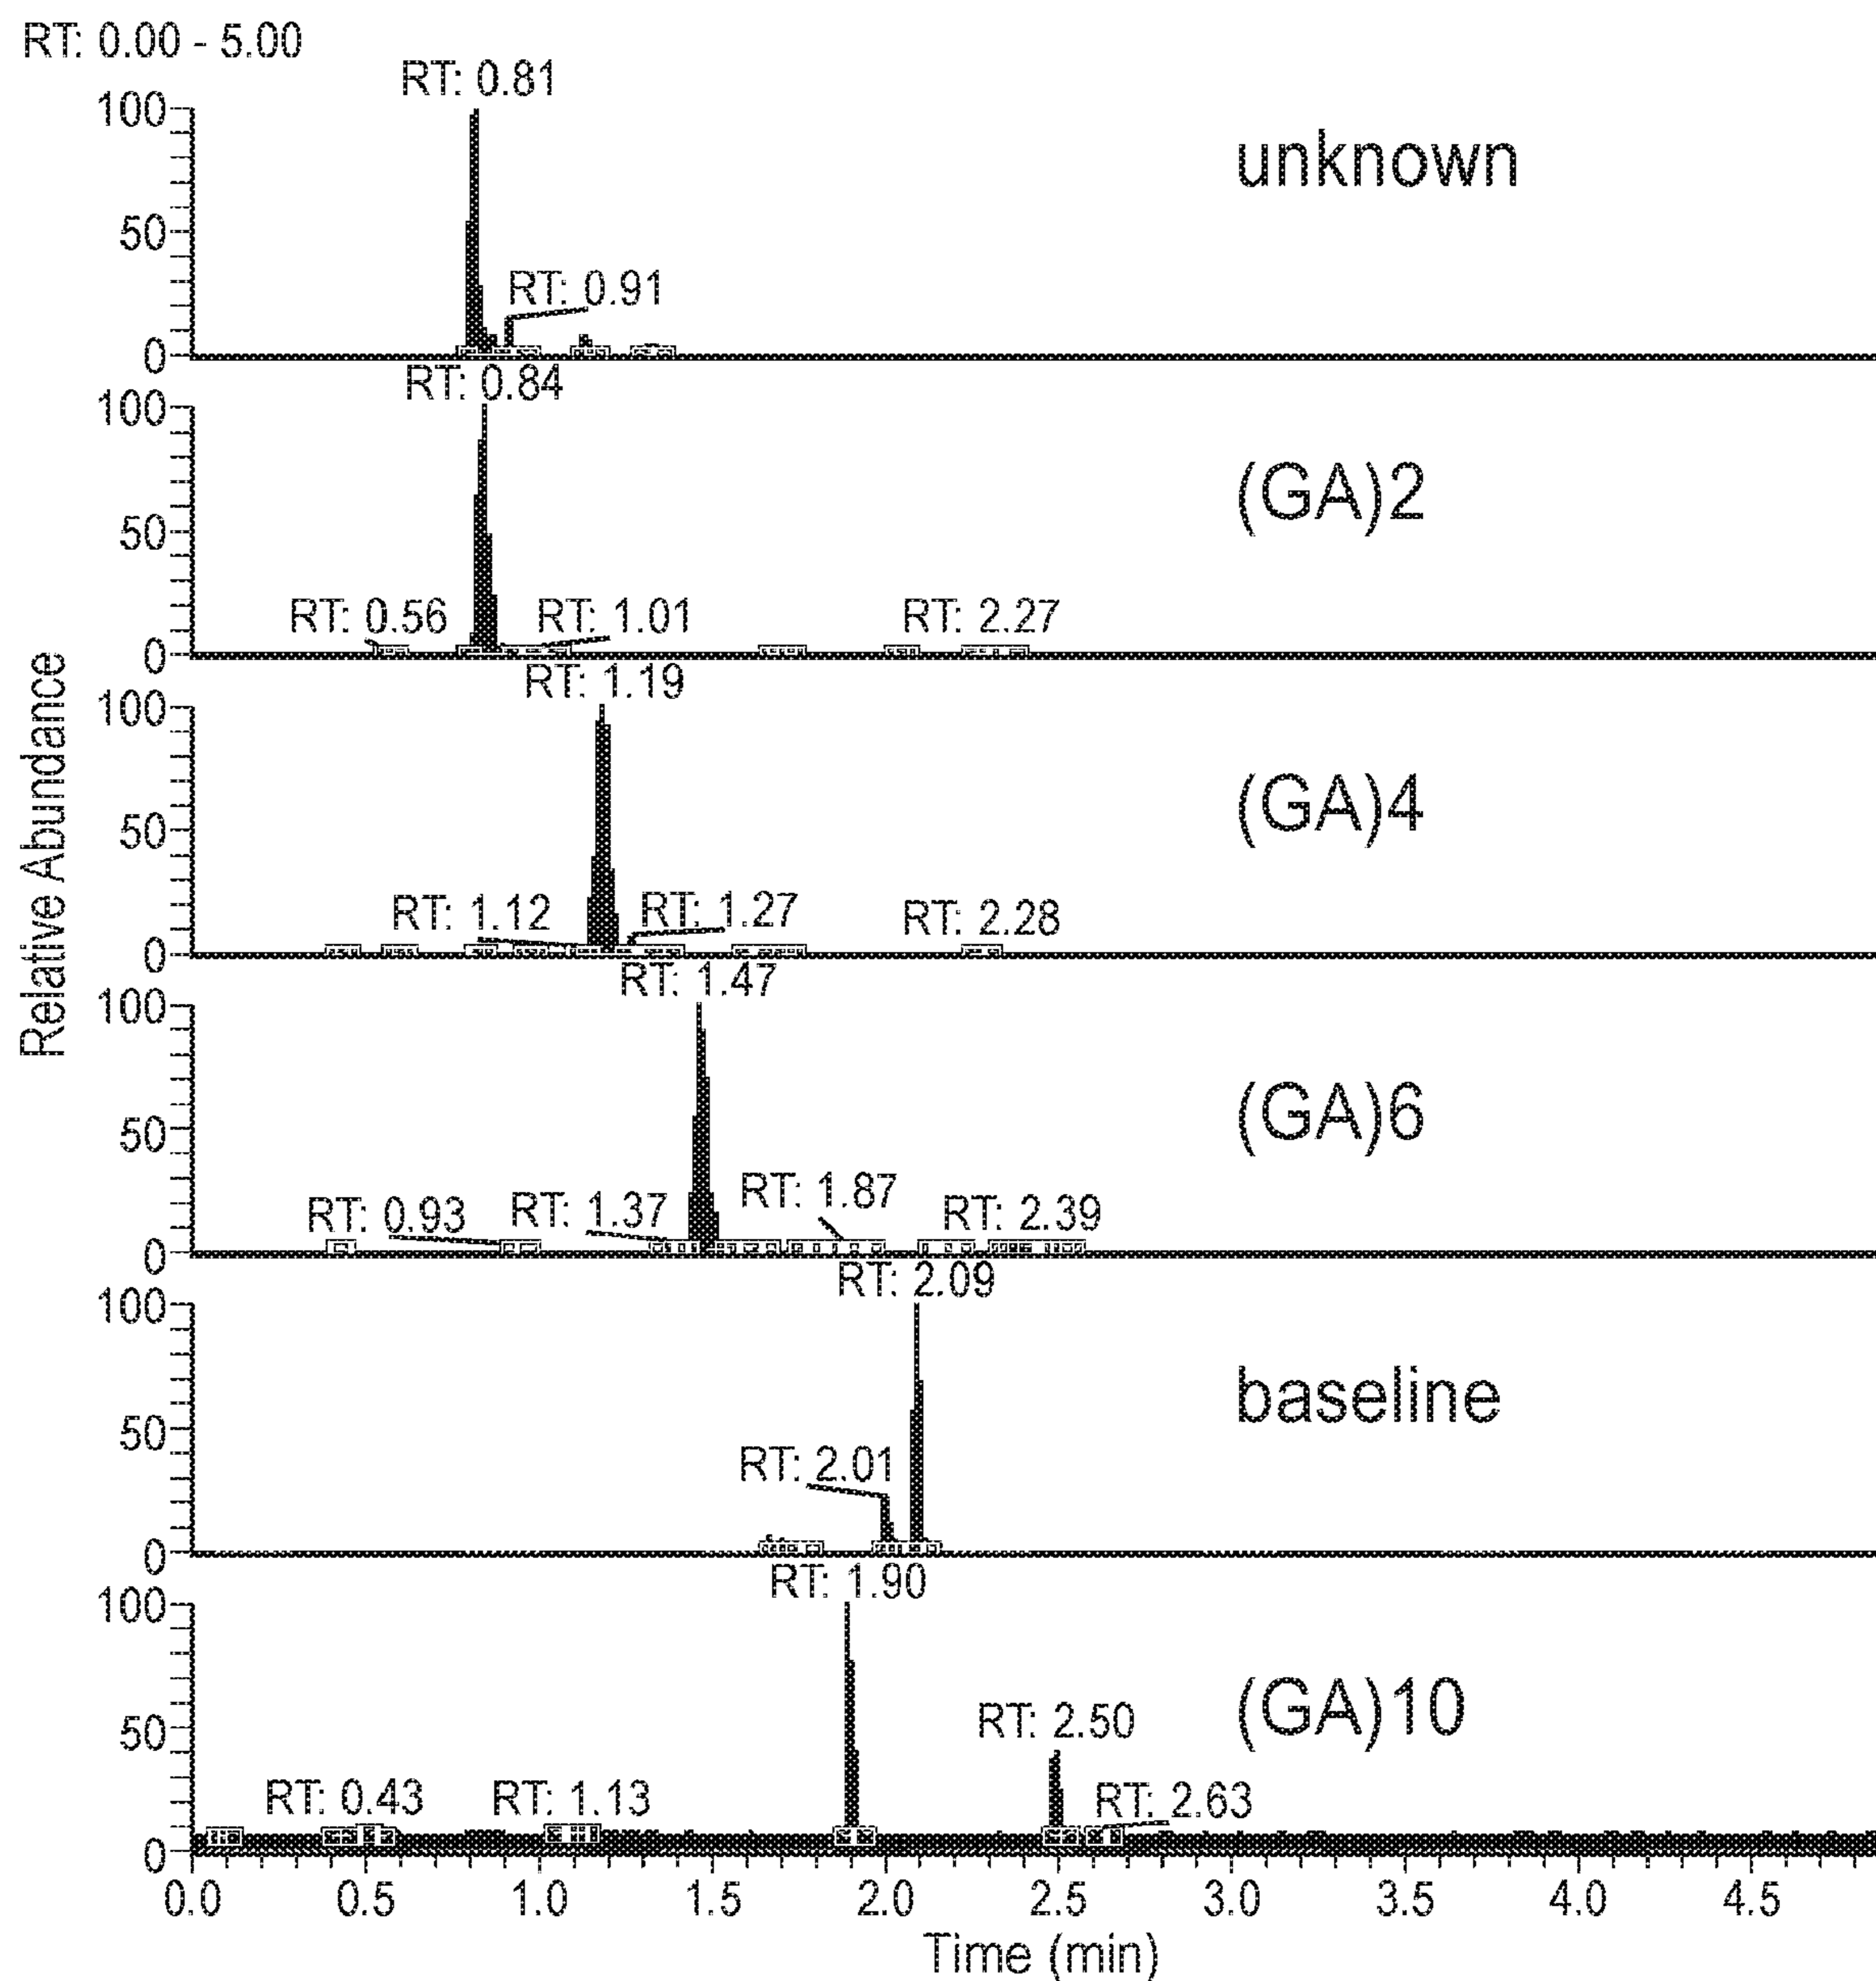 RT: 0.00 - 5.00
RT: 0.81
100
unknown
50
RT: 0.91
0
RT: 0.84
100
(GA)2
50
RT: 0.56
RT: 1.01
RT: 2.27
0
RT: 1.19
100
(GA)4
50
RT: 1.12
RT: 1.27
RT: 2.28
0
Relative Abundance
RT: 1.47
100
(GA)6
50
RT: 0.93
RT: 1.37
RT: 1.87
RT: 2.39
0
RT: 2.09
100
baseline
50
RT: 2.01
0
RT: 1.90
100
(GA)10
50
RT: 2.50
RT: 0.43
RT: 1.13
RT: 2.63
0
0.0 0.5 1.0 1.5 2.0 2.5 3.0 3.5 4.0 4.5
Time (min)